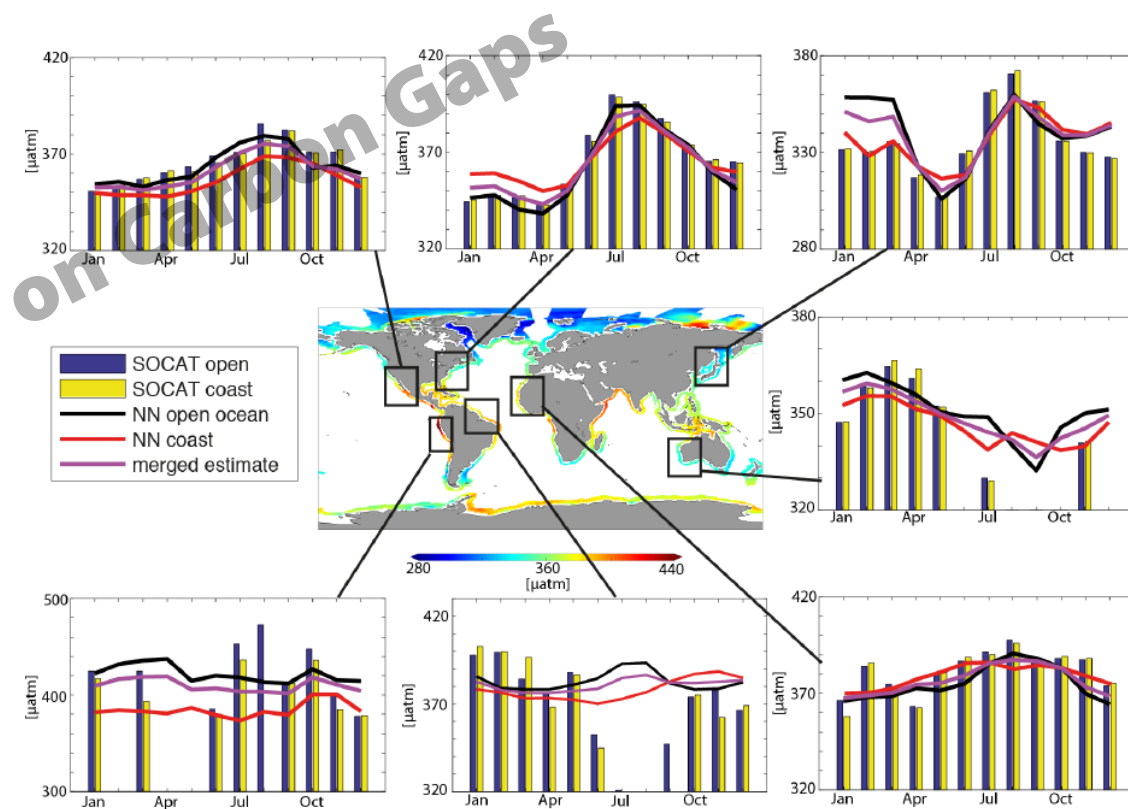 on Carbon Gaps
420
370
320
[µatm]
Jan Apr Jul Oct
420
370
320
[µatm]
Jan Apr Jul Oct
380
330
280
[µatm]
Jan Apr Jul Oct
SOCAT open
SOCAT coast
NN open ocean
NN coast
merged estimate
280 360 440
[µatm]
380
350
320
[µatm]
Jan Apr Jul Oct
500
400
300
[µatm]
Jan Apr Jul Oct
420
370
320
[µatm]
Jan Apr Jul Oct
420
370
320
[µatm]
Jan Apr Jul Oct